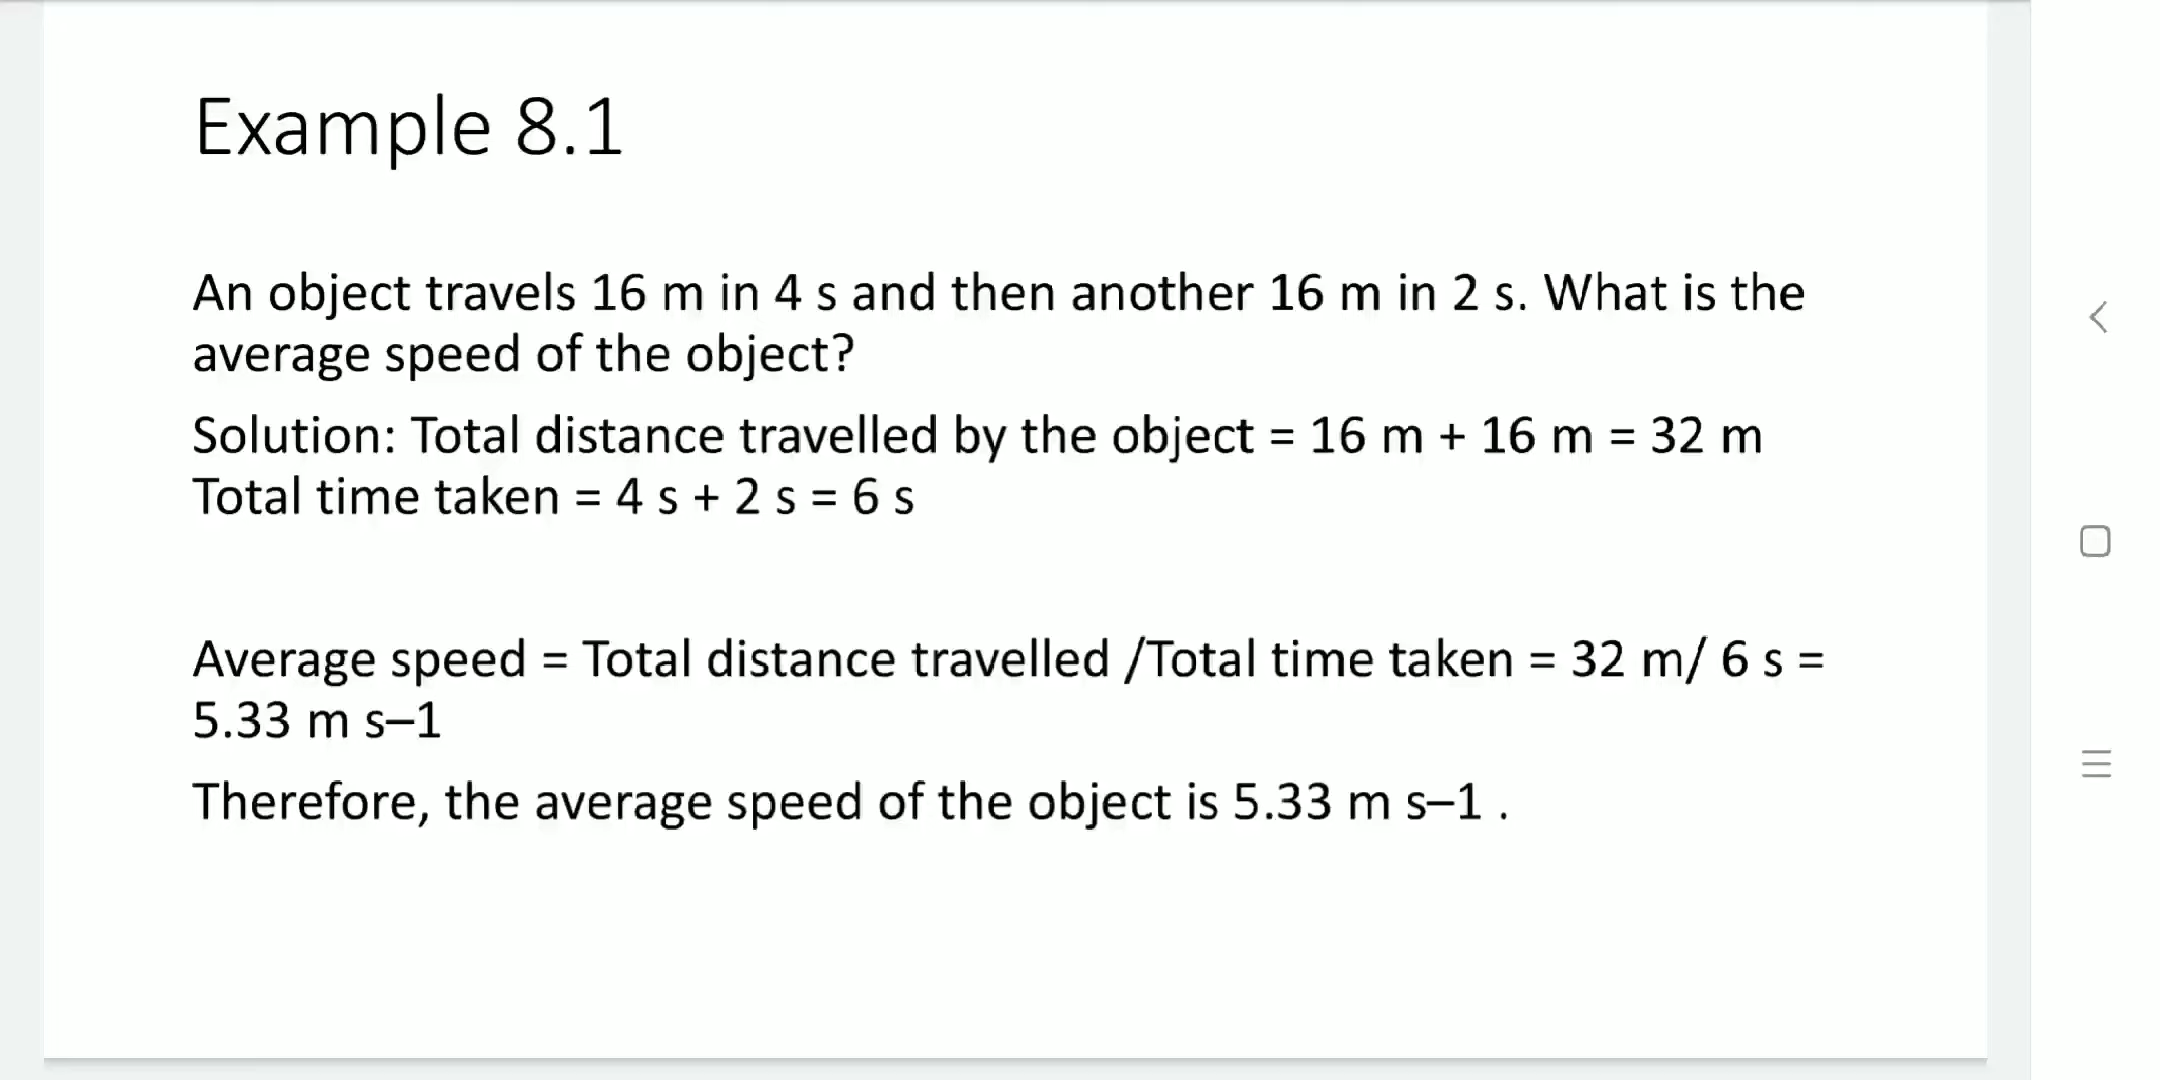 Example 8.1
An object travels 16 m in 4 s and then another 16 m in 2 s. What is the
average speed of the object?
Solution: Total distance travelled by the object = 16 m + 16 m = 32 m
Total time taken = 4 s + 2 s = 6 s
Average speed = Total distance travelled /Total time taken = 32 m/ 6 s =
5.33 m s–1
Therefore, the average speed of the object is 5.33 m s–1 .